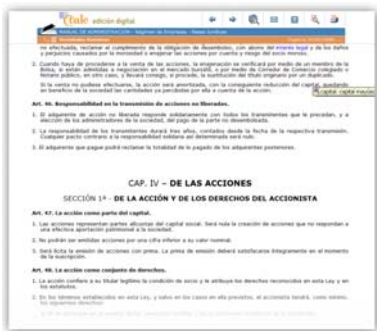 Ciale edición digital
MANUAL DE ADMINISTRACIÓN - Régimen de Empresas - Bases Jurídicas
no efectuada, reclamar el cumplimiento de la obligación de desembolso, con abono del interés legal y de los daños
y perjuicios causados por la morosidad o enajenar las acciones por cuenta y riesgo del socio moroso.
2. Cuando haya de procederse a la venta de las acciones, la enajenación se verificará por medio de un miembro de la
Bolsa, si están admitidas a negociación en el mercado bursátil, o por medio de Corredor de Comercio colegiado o
Notario público, en otro caso, y llevará consigo, si procede, la sustitución del título originario por un duplicado.
Si la venta no pudiese efectuarse, la acción será amortizada, con la consiguiente reducción del capital, quedando
en beneficio de la sociedad las cantidades ya percibidas por ella a cuenta de la acción.
capital: capital
Art. 46. Responsabilidad en la transmisión de acciones no liberadas.
1. El adquirente de acción no liberada responde solidariamente con todos los transmitentes que le precedan, y a
elección de los administradores de la sociedad, del pago de la parte no desembolsada.
2. La responsabilidad de los transmitentes durará tres años, contados desde la fecha de la respectiva transmisión.
Cualquier pacto contrario a la responsabilidad solidaria así determinada será nulo.
3. El adquirente que pague podrá reclamar la totalidad de lo pagado de los adquirentes posteriores.
CAP. IV – DE LAS ACCIONES
SECCIÓN 1ª - DE LA ACCIÓN Y DE LOS DERECHOS DEL ACCIONISTA
Art. 47. La acción como parte del capital.
1. Las acciones representan partes alícuotas del capital social. Será nula la creación de acciones que no respondan a
una efectiva aportación patrimonial a la sociedad.
2. No podrán ser emitidas acciones por una cifra inferior a su valor nominal.
3. Será lícita la emisión de acciones con prima. La prima de emisión deberá satisfacerse íntegramente en el momento
de la suscripción.
Art. 48. La acción como conjunto de derechos.
1. La acción confiere a su titular legítimo la condición de socio y le atribuye los derechos reconocidos en esta Ley y en
los estatutos.
2. En los términos establecidos en esta Ley, y salvo en los casos en ella previstos, el accionista tendrá, como mínimo,
los siguientes derechos: